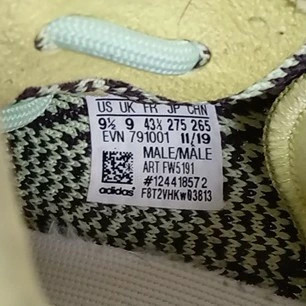 US UK FR JP CHN
9½ 9 43⅓ 275 265
EVN 791001 11/19
MALE/MALE
ART FW5191
#124418572
adidas F8T2VHKW03813